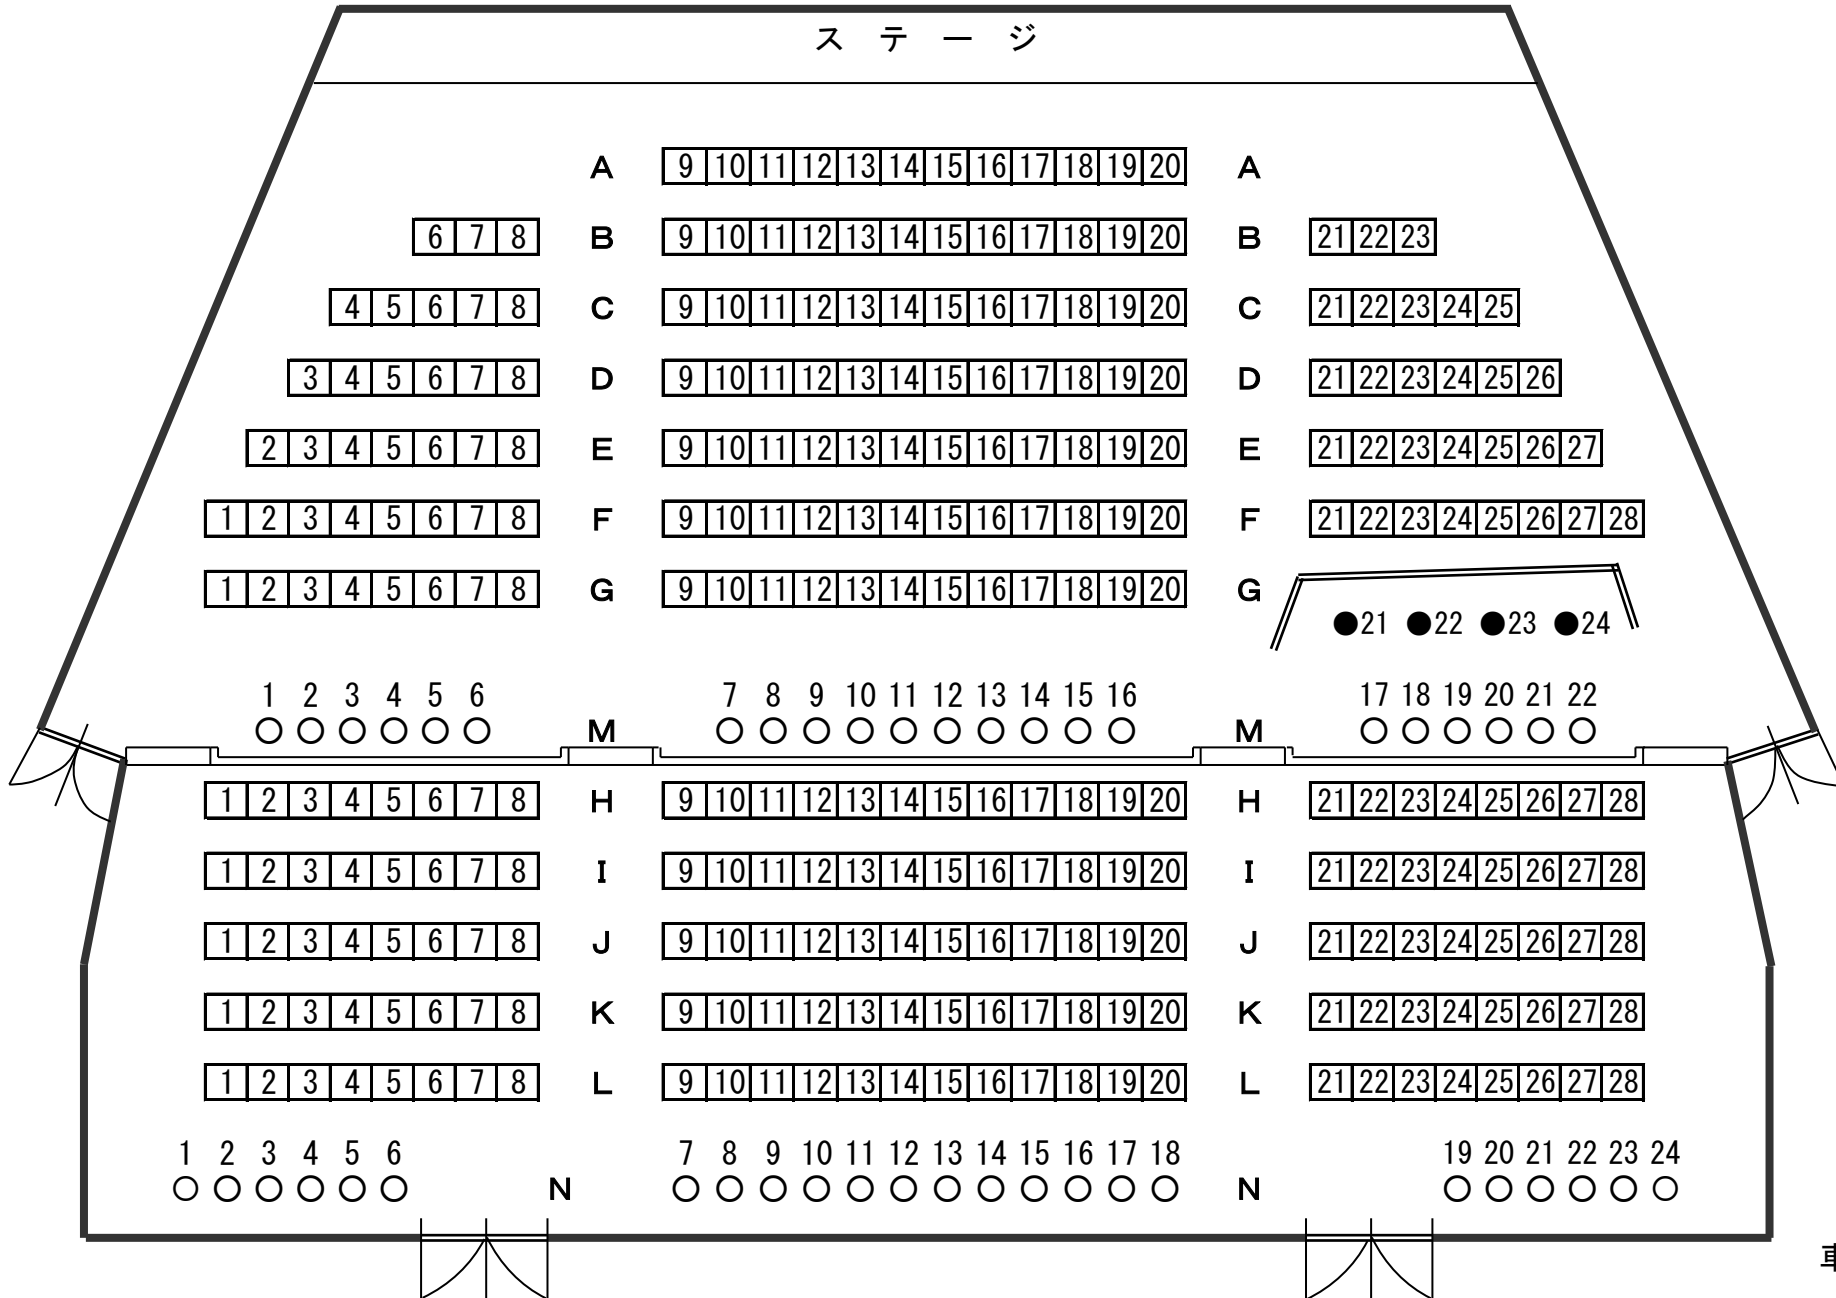 ステージ
A 9 10 11 12 13 14 15 16 17 18 19 20 A
6 7 8 B 9 10 11 12 13 14 15 16 17 18 19 20 B 21 22 23
4 5 6 7 8 C 9 10 11 12 13 14 15 16 17 18 19 20 C 21 22 23 24 25
3 4 5 6 7 8 D 9 10 11 12 13 14 15 16 17 18 19 20 D 21 22 23 24 25 26
2 3 4 5 6 7 8 E 9 10 11 12 13 14 15 16 17 18 19 20 E 21 22 23 24 25 26 27
1 2 3 4 5 6 7 8 F 9 10 11 12 13 14 15 16 17 18 19 20 F 21 22 23 24 25 26 27 28
1 2 3 4 5 6 7 8 G 9 10 11 12 13 14 15 16 17 18 19 20 G
●21 ●22 ●23 ●24
1 2 3 4 5 6 7 8 9 10 11 12 13 14 15 16 17 18 19 20 21 22
○○○○○○ M ○○○○○○○○○○ M ○○○○○○
1 2 3 4 5 6 7 8 H 9 10 11 12 13 14 15 16 17 18 19 20 H 21 22 23 24 25 26 27 28
1 2 3 4 5 6 7 8 I 9 10 11 12 13 14 15 16 17 18 19 20 I 21 22 23 24 25 26 27 28
1 2 3 4 5 6 7 8 J 9 10 11 12 13 14 15 16 17 18 19 20 J 21 22 23 24 25 26 27 28
1 2 3 4 5 6 7 8 K 9 10 11 12 13 14 15 16 17 18 19 20 K 21 22 23 24 25 26 27 28
1 2 3 4 5 6 7 8 L 9 10 11 12 13 14 15 16 17 18 19 20 L 21 22 23 24 25 26 27 28
1 2 3 4 5 6 7 8 9 10 11 12 13 14 15 16 17 18 19 20 21 22 23 24
○○○○○○ N ○○○○○○○○○○○○ N ○○○○○○